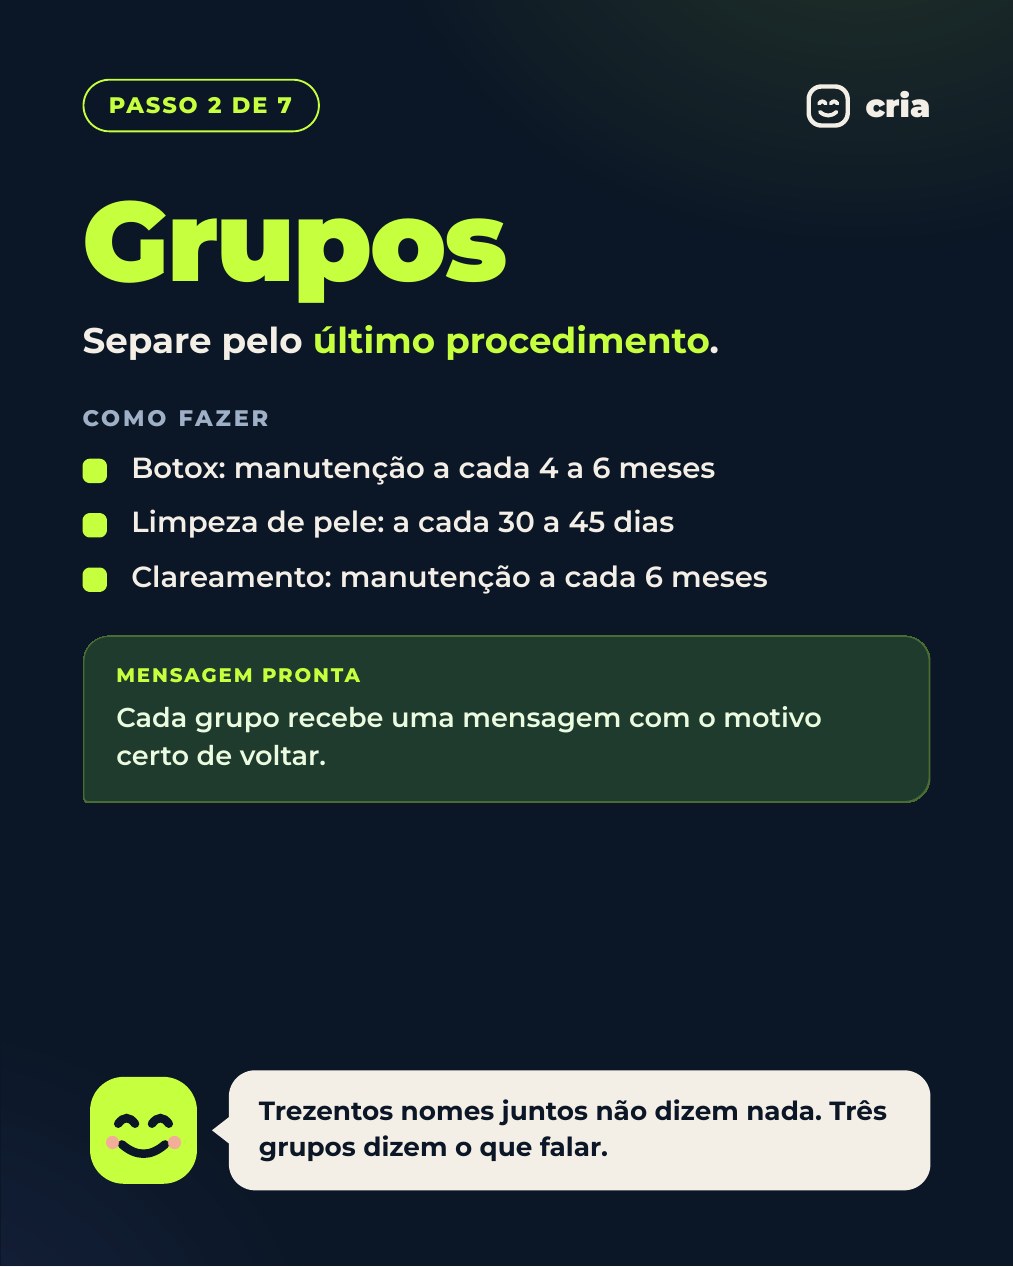 PASSO 2 DE 7
cria
Grupos
Separe pelo último procedimento.
COMO FAZER
Botox: manutenção a cada 4 a 6 meses
Limpeza de pele: a cada 30 a 45 dias
Clareamento: manutenção a cada 6 meses
MENSAGEM PRONTA
Cada grupo recebe uma mensagem com o motivo
certo de voltar.
Trezentos nomes juntos não dizem nada. Três
grupos dizem o que falar.